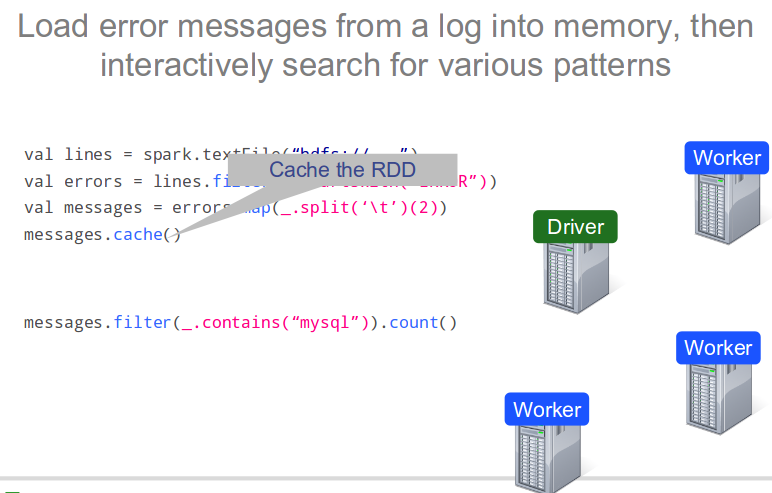 Load error messages from a log into memory, then
interactively search for various patterns
val lines = spark.textFile(“hdfs://...”)
Cache the RDD
val errors = lines.filter(_.startsWith(“ERROR”))
val messages = errors.map(_.split(‘\t’)(2))
messages.cache()
messages.filter(_.contains(“mysql”)).count()
Worker
Driver
Worker
Worker